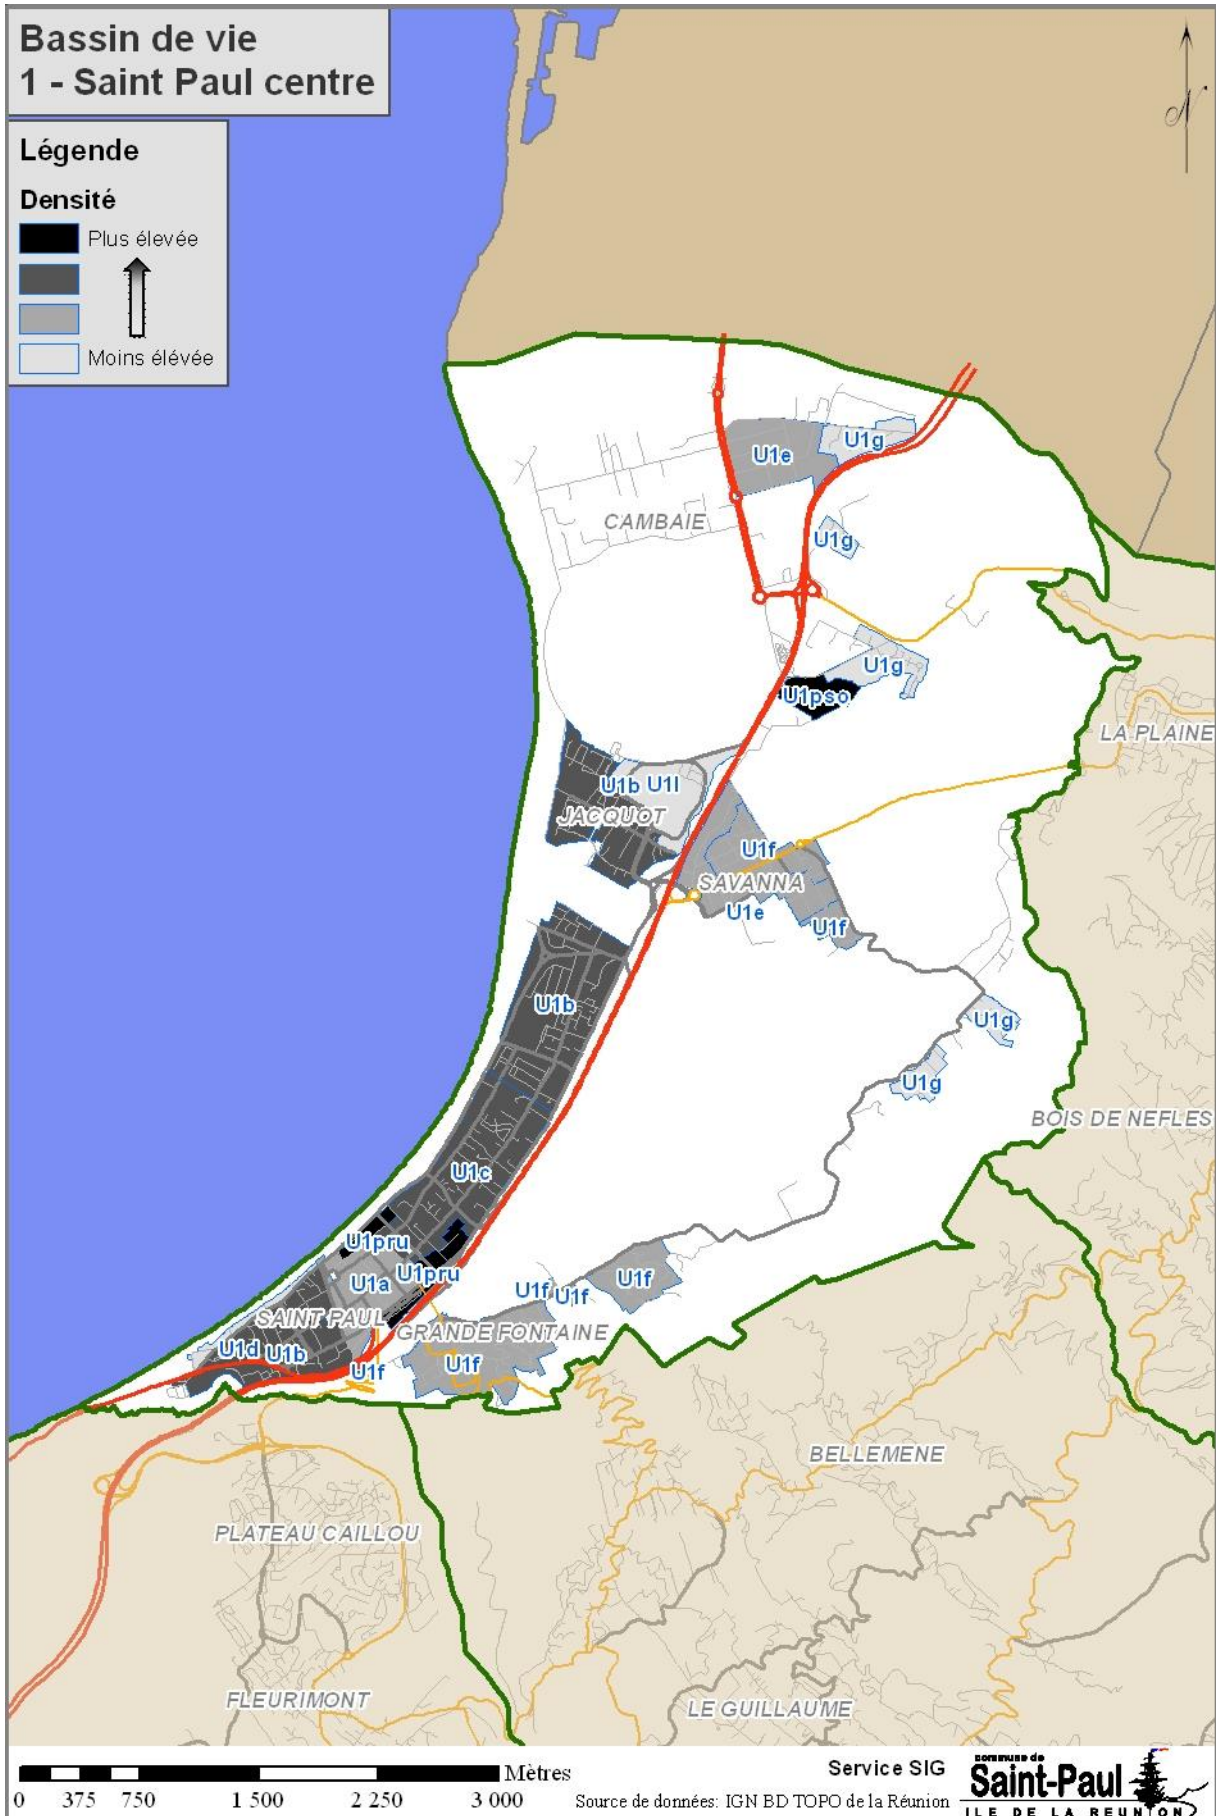 Bassin de vie
1 - Saint Paul centre
Légende
Densité
Plus élevée
Moins élévée
N
U1e
U1g
CAMBAIE
U1g
U1g
U1pso
LA PLAINE
U1b U1l
JACQUOT
U1f
SAVANNA
U1e
U1f
U1b
U1g
U1g
BOIS DE NEFLES
U1c
U1pru
U1pru
U1a
U1f
U1f
U1f
SAINT PAUL
GRANDE FONTAINE
U1d
U1b
U1f
U1f
BELLEMENE
PLATEAU CAILLOU
FLEURIMONT
LE GUILLAUME
Mètres
0 375 750 1 500 2 250 3 000
Service SIG
Source de données: IGN BD TOPO de la Réunion
commune de
Saint-Paul
ILE DE LA REUNION